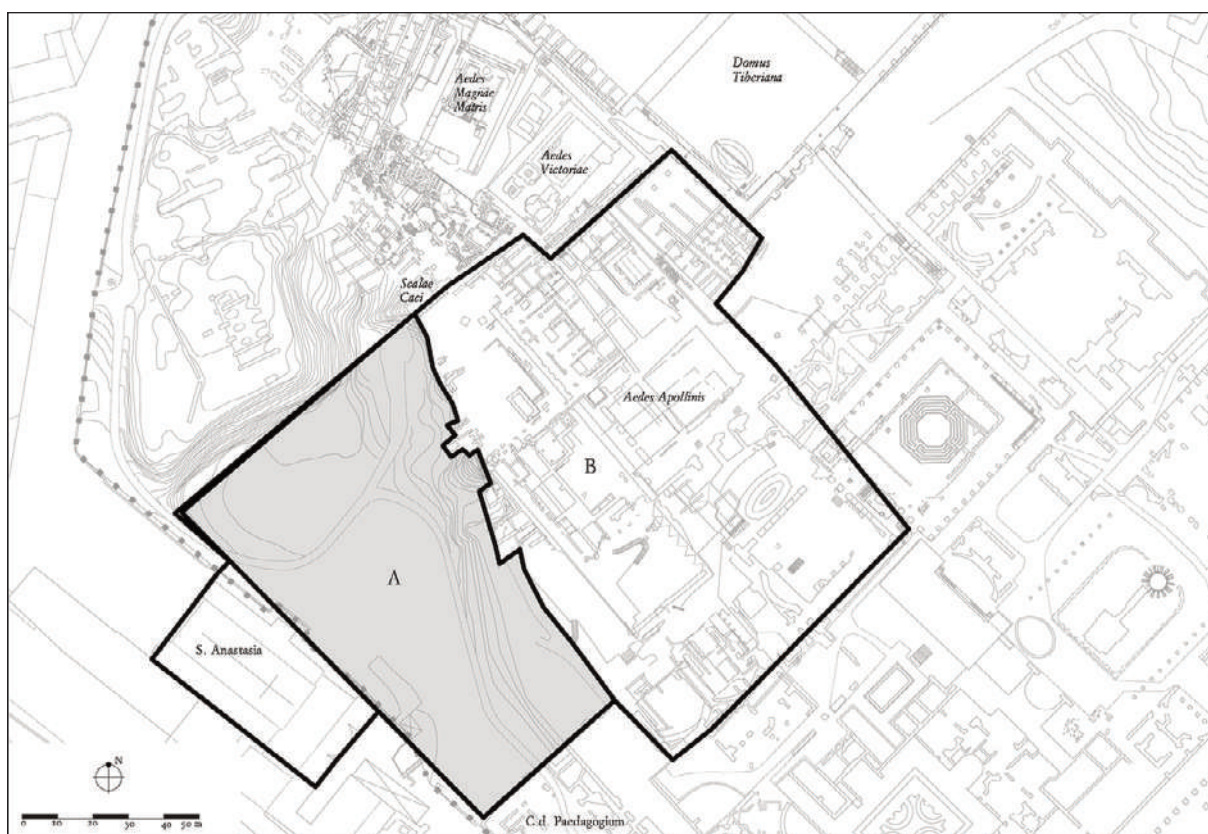 Domus
Tiberiana
Aedes
Magnae
Matris
Aedes
Victoriae
Scalae
Caci
Aedes Apollinis
B
A
S. Anastasia
N
0 10 20 30 40 50 m
C.d. Paedagogium